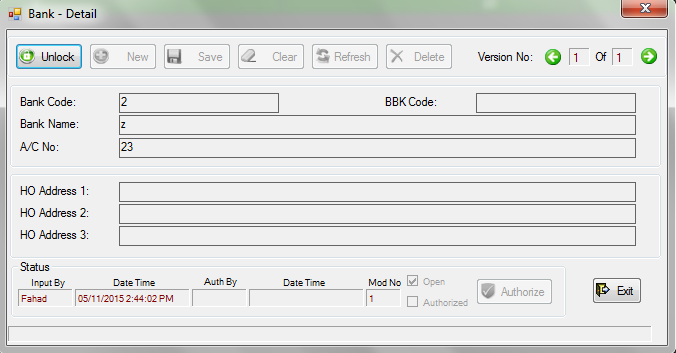 Bank - Detail
Unlock New Save Clear Refresh Delete Version No: 1 Of 1
Bank Code: 2 BBK Code:
Bank Name: z
A/C No: 23
HO Address 1:
HO Address 2:
HO Address 3:
Status
Input By Date Time Auth By Date Time Mod No Open
Fahad 05/11/2015 2:44:02 PM 1 Authorized Authorize Exit